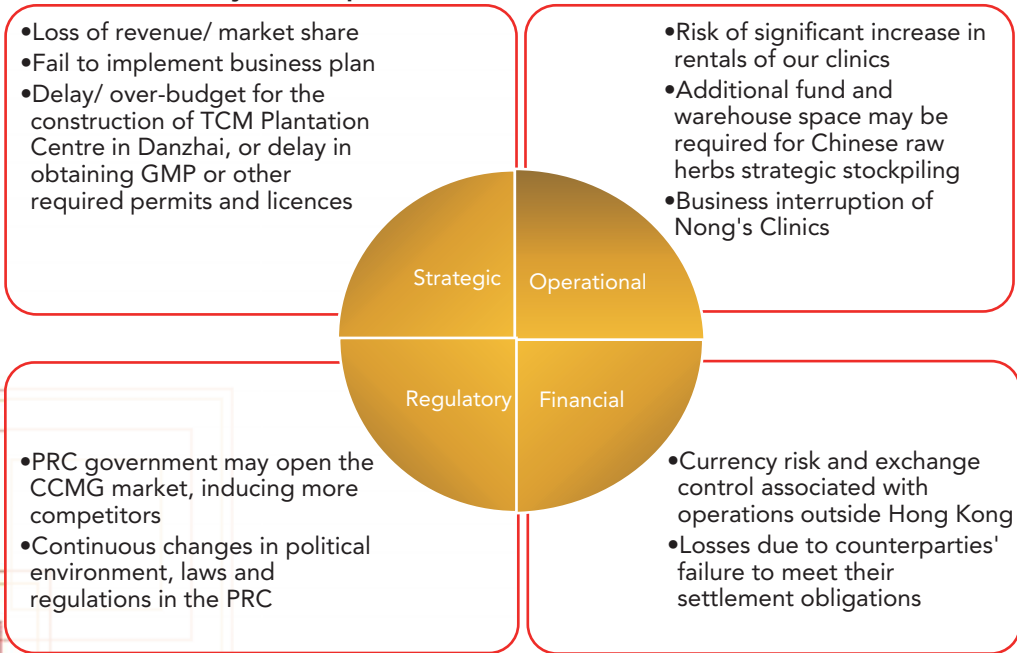 •Loss of revenue/ market share
•Fail to implement business plan
•Delay/ over-budget for the
construction of TCM Plantation
Centre in Danzhai, or delay in
obtaining GMP or other
required permits and licences
•Risk of significant increase in
rentals of our clinics
•Additional fund and
warehouse space may be
required for Chinese raw
herbs strategic stockpiling
•Business interruption of
Nong's Clinics
Strategic
Operational
Regulatory
Financial
•PRC government may open the
CCMG market, inducing more
competitors
•Continuous changes in political
environment, laws and
regulations in the PRC
•Currency risk and exchange
control associated with
operations outside Hong Kong
•Losses due to counterparties'
failure to meet their
settlement obligations